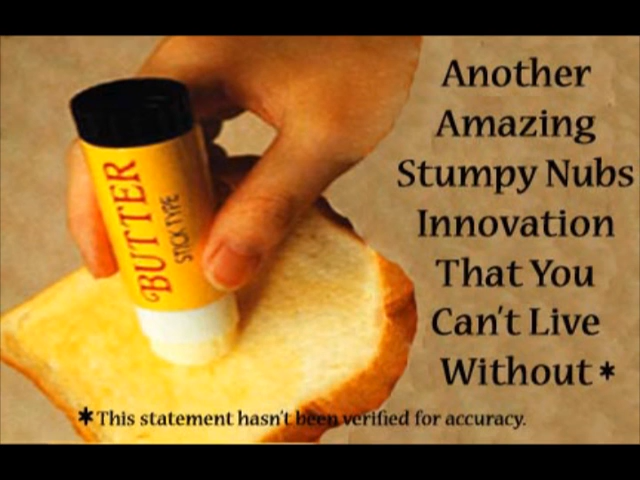 BUTTER
STICK TYPE
Another
Amazing
Stumpy Nubs
Innovation
That You
Can't Live
Without *
* This statement hasn't been verified for accuracy.